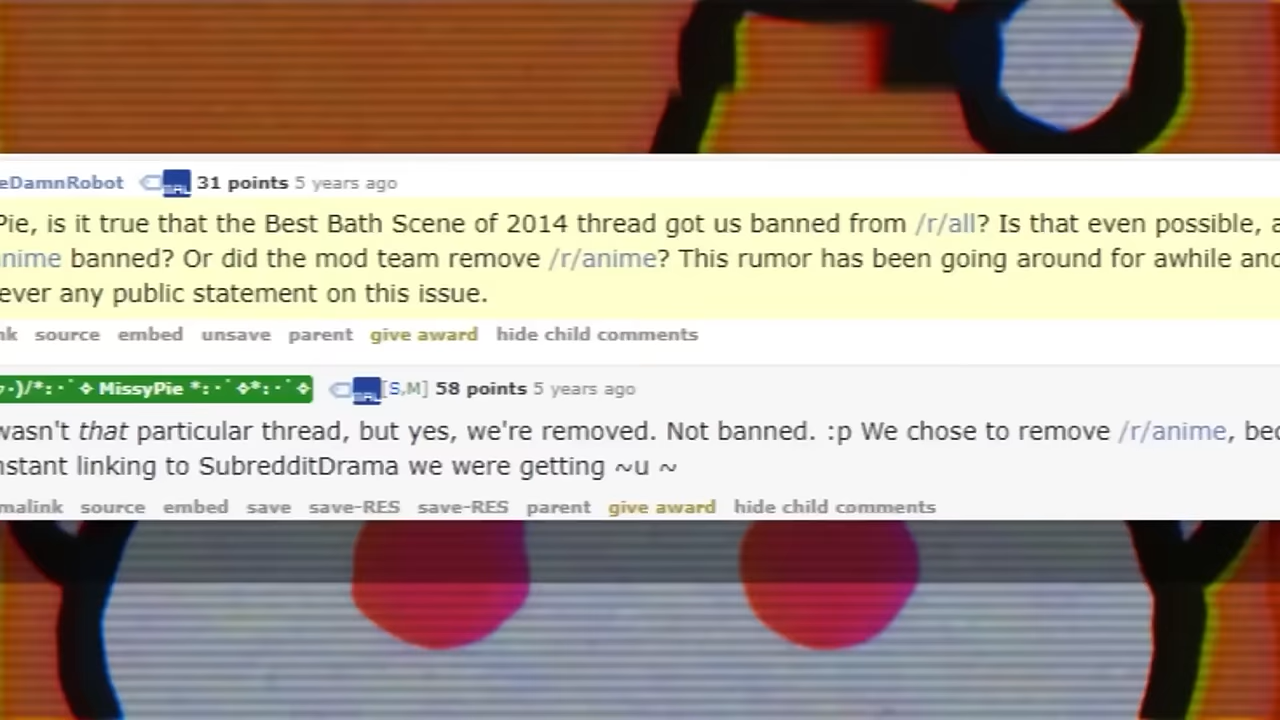 eDamnRobot 31 points 5 years ago
Pie, is it true that the Best Bath Scene of 2014 thread got us banned from /r/all? Is that even possible, a
anime banned? Or did the mod team remove /r/anime? This rumor has been going around for awhile and
ever any public statement on this issue.
nk source embed unsave parent give award hide child comments
･)/*:･ﾟ✧ MissyPie *:･ﾟ✧*:･ﾟ✧ [S,M] 58 points 5 years ago
wasn't that particular thread, but yes, we're removed. Not banned. :p We chose to remove /r/anime, bec
nstant linking to SubredditDrama we were getting ~u ~
malink source embed save save-RES save-RES parent give award hide child comments